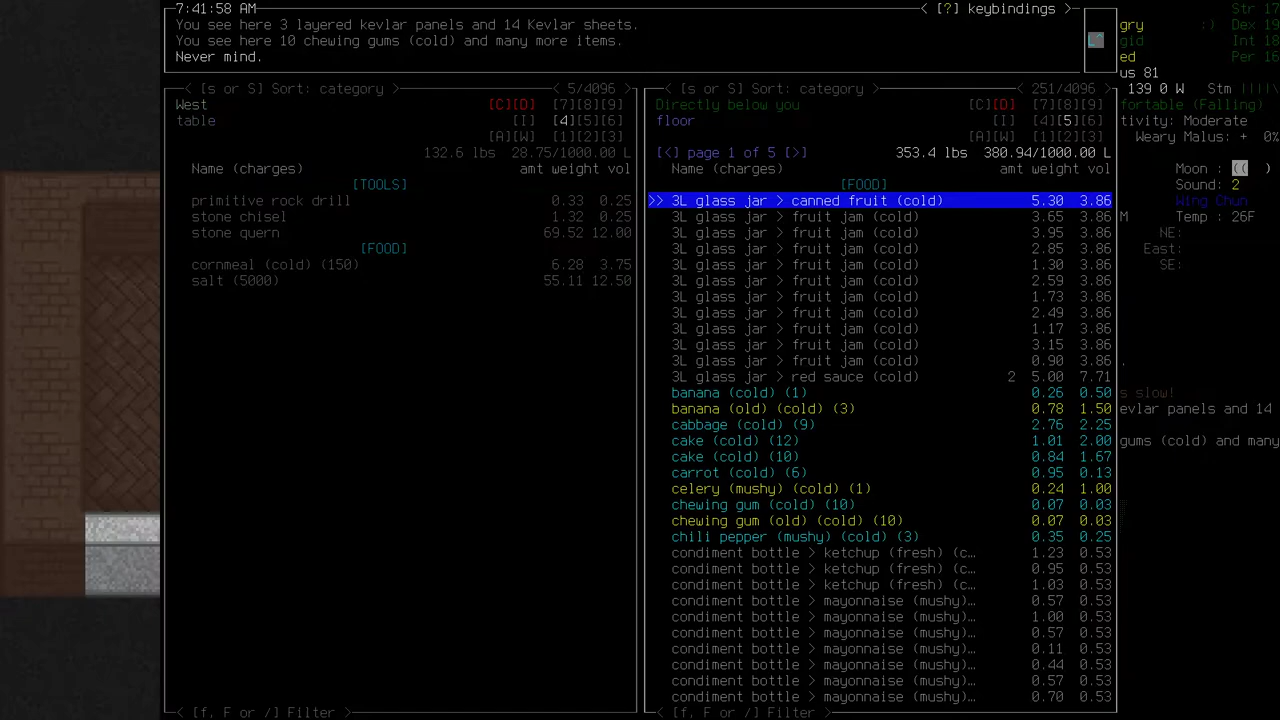 7:41:58 AM
< [?] keybindings >
You see here 3 layered kevlar panels and 14 Kevlar sheets.
You see here 10 chewing gums (cold) and many more items.
Never mind.
< [s or S] Sort: category >
5/4096
West [C][D] [7][8][9]
table [I] [4][5][6]
[A][W] [1][2][3]
132.6 lbs 28.75/1000.00 L
Name (charges) amt weight vol
[TOOLS]
primitive rock drill 0.33 0.25
stone chisel 1.32 0.25
stone quern 69.52 12.00
[FOOD]
cornmeal (cold) (150) 6.28 3.75
salt (5000) 55.11 12.50
< [f, F or /] Filter >
< [s or S] Sort: category >
251/4096
Directly below you [C][D] [7][8][9]
floor [I] [4][5][6]
[A][W] [1][2][3]
[<] page 1 of 5 [>] 353.4 lbs 380.94/1000.00 L
Name (charges) amt weight vol
[FOOD]
>> 3L glass jar > canned fruit (cold) 5.30 3.86
3L glass jar > fruit jam (cold) 3.65 3.86
3L glass jar > fruit jam (cold) 3.95 3.86
3L glass jar > fruit jam (cold) 2.85 3.86
3L glass jar > fruit jam (cold) 1.30 3.86
3L glass jar > fruit jam (cold) 2.59 3.86
3L glass jar > fruit jam (cold) 1.73 3.86
3L glass jar > fruit jam (cold) 2.49 3.86
3L glass jar > fruit jam (cold) 1.17 3.86
3L glass jar > fruit jam (cold) 3.15 3.86
3L glass jar > fruit jam (cold) 0.90 3.86
3L glass jar > red sauce (cold) 2 5.00 7.71
banana (cold) (1) 0.26 0.50
banana (old) (cold) (3) 0.78 1.50
cabbage (cold) (9) 2.76 2.25
cake (cold) (12) 1.01 2.00
cake (cold) (10) 0.84 1.67
carrot (cold) (6) 0.95 0.13
celery (mushy) (cold) (1) 0.24 1.00
chewing gum (cold) (10) 0.07 0.03
chewing gum (old) (cold) (10) 0.07 0.03
chili pepper (mushy) (cold) (3) 0.35 0.25
condiment bottle > ketchup (fresh) (c… 1.23 0.53
condiment bottle > ketchup (fresh) (c… 0.95 0.53
condiment bottle > ketchup (fresh) (c… 1.03 0.53
condiment bottle > mayonnaise (mushy)… 0.57 0.53
condiment bottle > mayonnaise (mushy)… 1.00 0.53
condiment bottle > mayonnaise (mushy)… 0.57 0.53
condiment bottle > mayonnaise (mushy)… 0.11 0.53
condiment bottle > mayonnaise (mushy)… 0.44 0.53
condiment bottle > mayonnaise (mushy)… 0.57 0.53
condiment bottle > mayonnaise (mushy)… 0.70 0.53
< [f, F or /] Filter >
Str 17
gry :) Dex 19
gid Int 18
ed Per 16
us 81
139 0 W Stm
fortable (Falling)
tivity: Moderate
Weary Malus: + 0%
Moon : (( )
Sound: 2
Wing Chun
M Temp : 26F
NE:
East:
SE:
s slow!
evlar panels and 14
gums (cold) and many